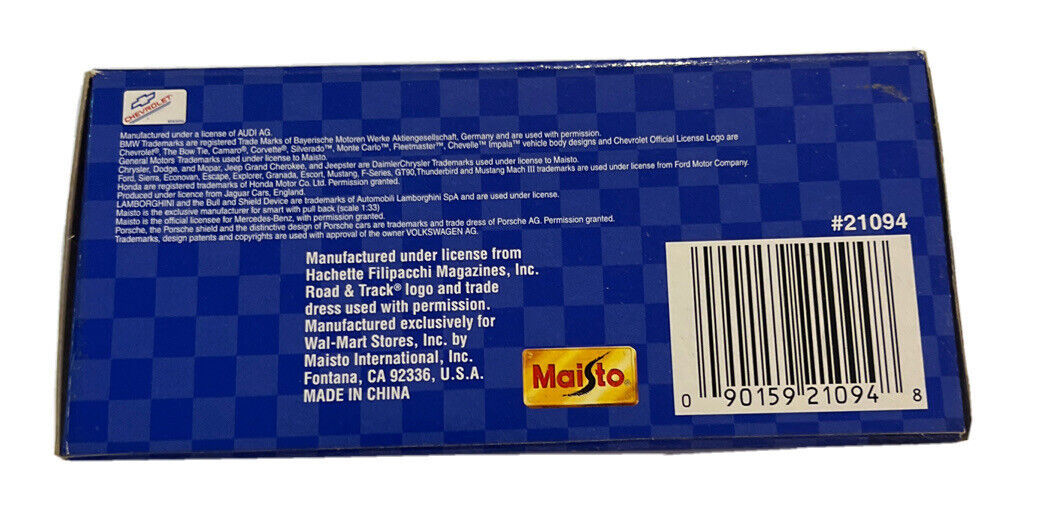 CHEVROLET
Manufactured under a license of AUDI AG.
BMW Trademarks are registered Trade Marks of Bayerische Motoren Werke Aktiengesellschaft, Germany and are used with permission.
Chevrolet®, The Bow Tie, Camaro®, Corvette®, Silverado™, Monte Carlo™, Fleetmaster™, Chevelle™ Impala™ vehicle body designs and Chevrolet Official License Logo are
General Motors Trademarks used under license to Maisto.
Chrysler, Dodge, and Mopar, Jeep Grand Cherokee, and Jeepster are DaimlerChrysler Trademarks used under license to Maisto.
Ford, Sierra, Econovan, Escape, Explorer, Granada, Escort, Mustang, F-Series, GT90,Thunderbird and Mustang Mach III trademarks are used under license from Ford Motor Company.
Honda are registered trademarks of Honda Motor Co. Ltd. Permission granted.
Produced under licence from Jaguar Cars, England.
LAMBORGHINI and the Bull and Shield Device are trademarks of Automobili Lamborghini SpA and are used under license.
Maisto is the exclusive manufacturer for smart with pull back (scale 1:33)
Maisto is the official licensee for Mercedes-Benz, with permission granted.
Porsche, the Porsche shield and the distinctive design of Porsche cars are trademarks and trade dress of Porsche AG. Permission granted.
Trademarks, design patents and copyrights are used with approval of the owner VOLKSWAGEN AG.
#21094
Manufactured under license from
Hachette Filipacchi Magazines, Inc.
Road & Track® logo and trade
dress used with permission.
Manufactured exclusively for
Wal-Mart Stores, Inc. by
Maisto International, Inc.
Fontana, CA 92336, U.S.A.
MADE IN CHINA
Maisto®
0 90159 21094 8